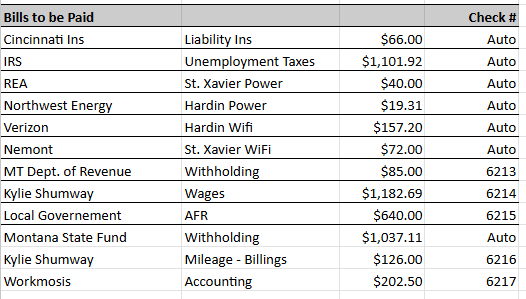 Bills to be Paid Check #
Cincinnati Ins Liability Ins $66.00 Auto
IRS Unemployment Taxes $1,101.92 Auto
REA St. Xavier Power $40.00 Auto
Northwest Energy Hardin Power $19.31 Auto
Verizon Hardin Wifi $157.20 Auto
Nemont St. Xavier WiFi $72.00 Auto
MT Dept. of Revenue Withholding $85.00 6213
Kylie Shumway Wages $1,182.69 6214
Local Governement AFR $640.00 6215
Montana State Fund Withholding $1,037.11 Auto
Kylie Shumway Mileage - Billings $126.00 6216
Workmosis Accounting $202.50 6217